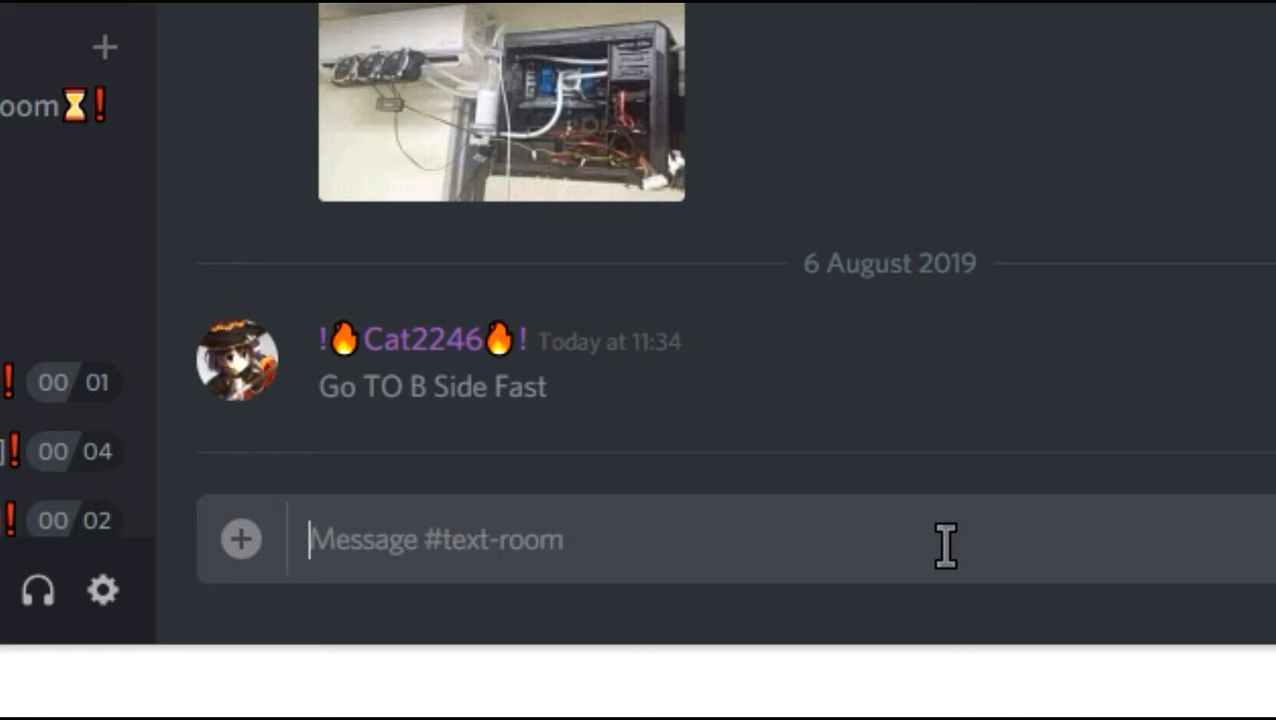 oom⏳❗
6 August 2019
!🔥Cat2246🔥! Today at 11:34
Go TO B Side Fast
❗ 00 01
]❗ 00 04
❗ 00 02
Message #text-room